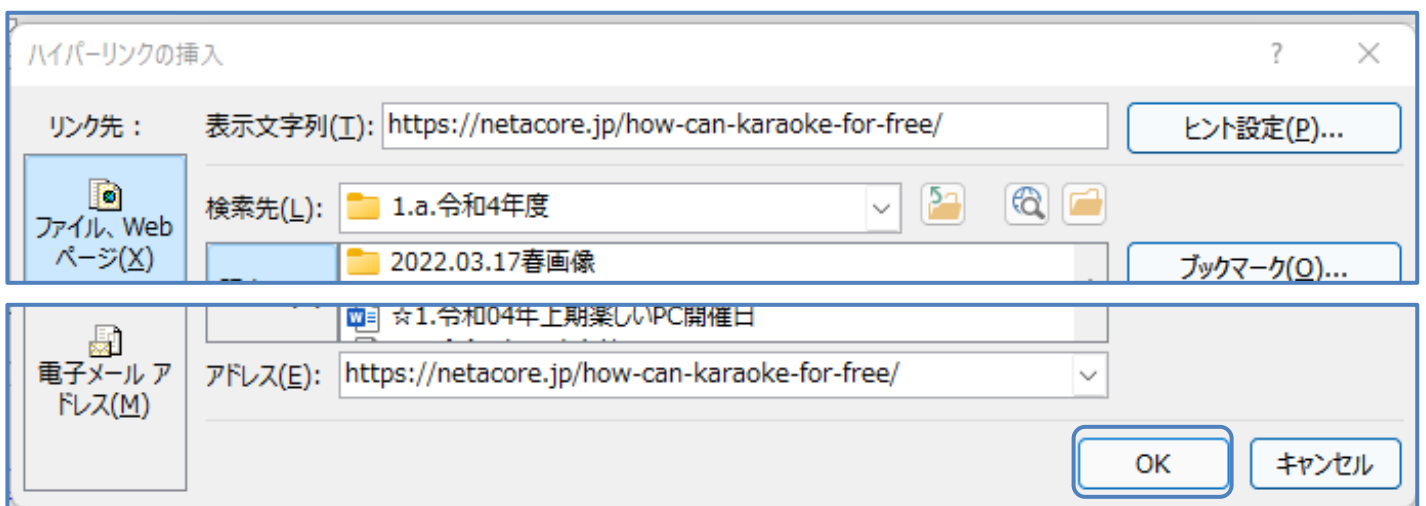 ハイパーリンクの挿入 ? ×
リンク先： 表示文字列(T): https://netacore.jp/how-can-karaoke-for-free/ ヒント設定(P)...
ファイル、Web
ページ(X)
検索先(L): 1.a.令和4年度
2022.03.17春画像 ブックマーク(O)...
☆1.令和04年上期楽しいPC開催日
電子メール ア
ドレス(M)
アドレス(E): https://netacore.jp/how-can-karaoke-for-free/
OK キャンセル